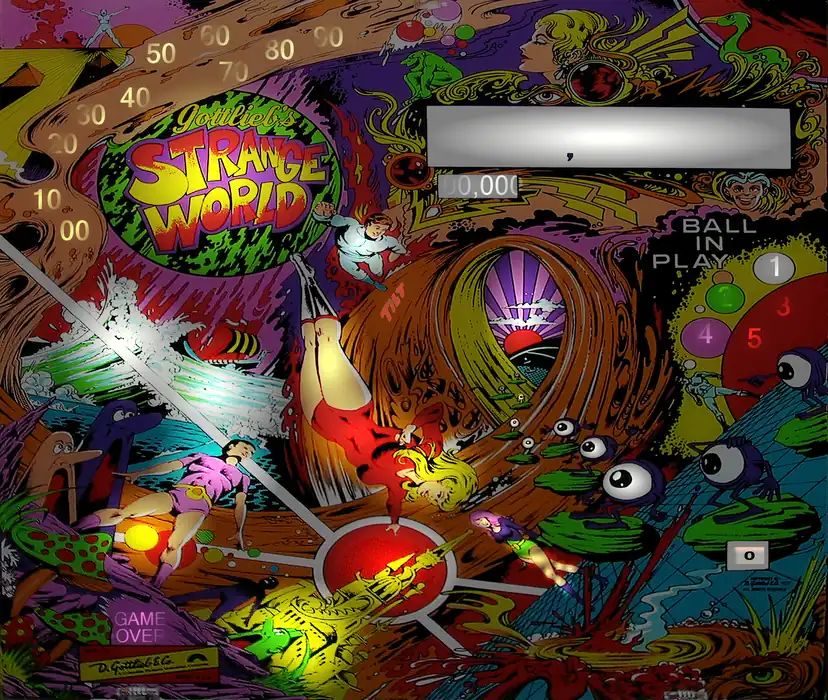 50 60 80 90
70
30 40
20
10
00
Gottlieb's
STRANGE
WORLD
,
00,000
BALL
IN
PLAY
1
2
3
4
5
TILT
0
GAME
OVER
D. Gottlieb & Co.